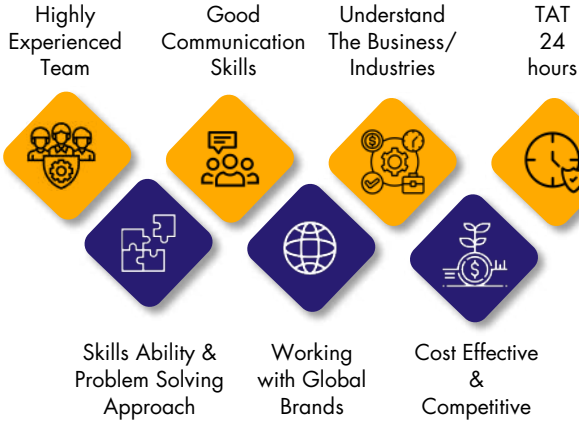 Highly
Experienced
Team
Good
Communication
Skills
Understand
The Business/
Industries
TAT
24
hours
Skills Ability &
Problem Solving
Approach
Working
with Global
Brands
Cost Effective
&
Competitive